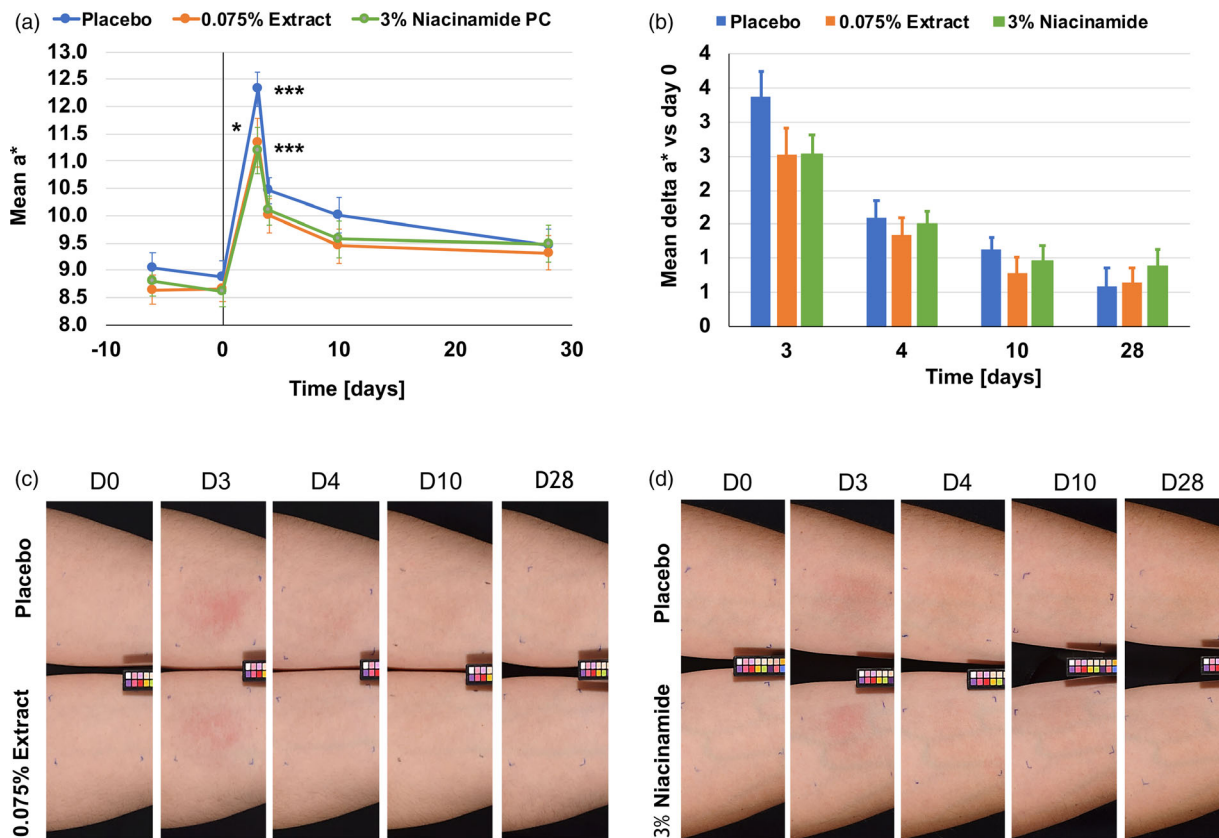 (a)
Placebo 0.075% Extract 3% Niacinamide PC
13.0
12.5
12.0
11.5
11.0
10.5
10.0
9.5
9.0
8.5
8.0
Mean a*
***
*
***
-10 0 10 20 30
Time [days]
(b)
Placebo 0.075% Extract 3% Niacinamide
4
4
3
3
2
2
1
1
0
Mean delta a* vs day 0
3 4 10 28
Time [days]
(c)
D0 D3 D4 D10 D28
Placebo
0.075% Extract
(d)
D0 D3 D4 D10 D28
Placebo
3% Niacinamide